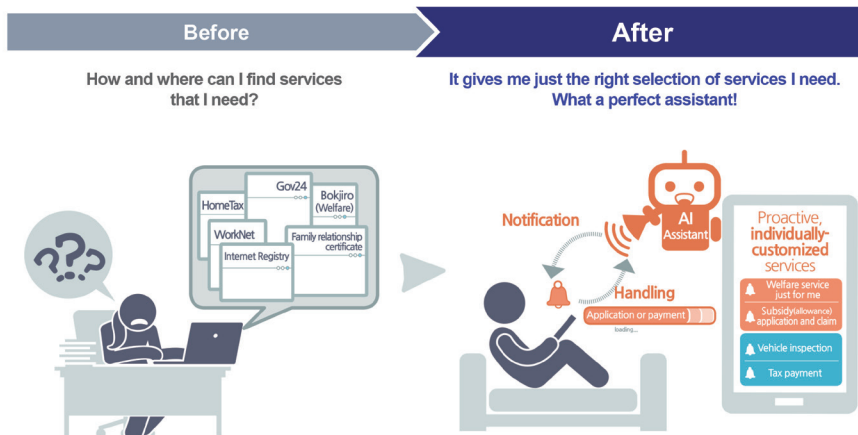 Before
After
How and where can I find services
that I need?
It gives me just the right selection of services I need.
What a perfect assistant!
Gov24
HomeTax
Bokjiro
(Welfare)
WorkNet
Family relationship
certificate
Internet Registry
???
Notification
AI
Assistant
Handling
Application or payment
loading...
Proactive,
individually-
customized
services
Welfare service
just for me
Subsidy(allowance)
application and claim
Vehicle inspection
Tax payment